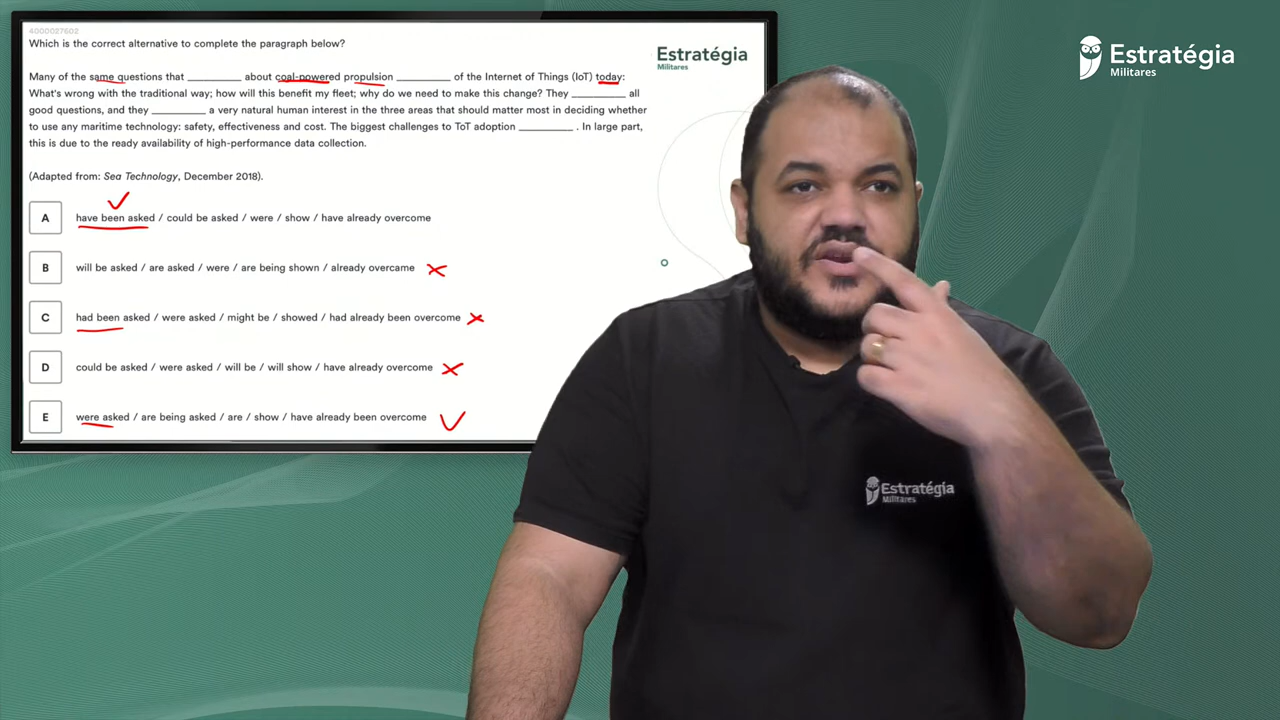 4000027602
Which is the correct alternative to complete the paragraph below?
Estratégia
Militares
Many of the same questions that __________ about coal-powered propulsion __________ of the Internet of Things (IoT) today:
What's wrong with the traditional way; how will this benefit my fleet; why do we need to make this change? They __________ all
good questions, and they __________ a very natural human interest in the three areas that should matter most in deciding whether
to use any maritime technology: safety, effectiveness and cost. The biggest challenges to ToT adoption __________ . In large part,
this is due to the ready availability of high-performance data collection.
(Adapted from: Sea Technology, December 2018).
A have been asked / could be asked / were / show / have already overcome
B will be asked / are asked / were / are being shown / already overcame
C had been asked / were asked / might be / showed / had already been overcome
D could be asked / were asked / will be / will show / have already overcome
E were asked / are being asked / are / show / have already been overcome
Estratégia
Militares
Estratégia
Militares